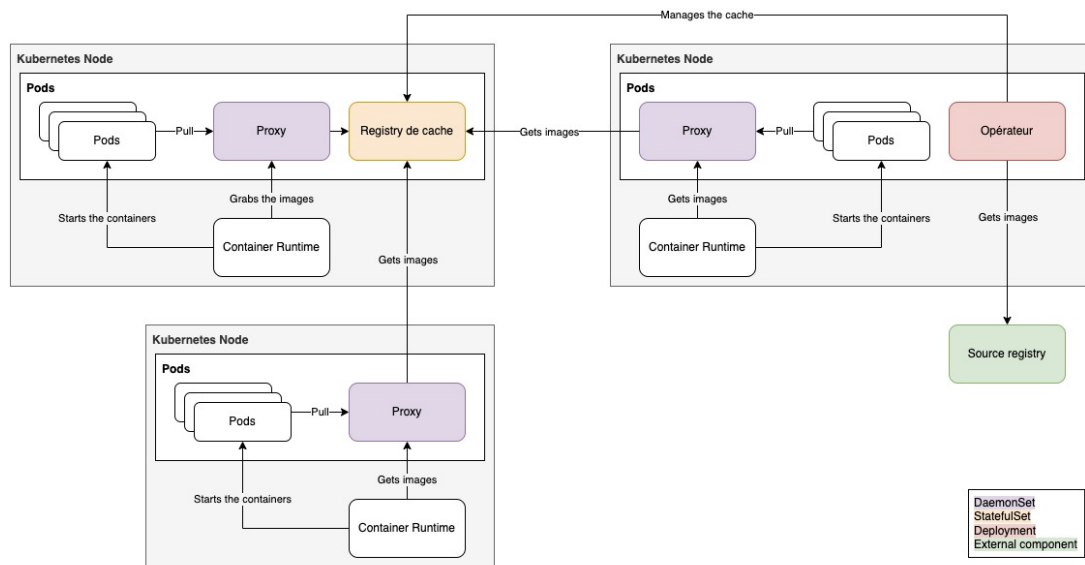 Manages the cache
Kubernetes Node
Pods
Pods
Pull
Proxy
Registry de cache
Starts the containers
Grabs the images
Container Runtime
Gets images
Gets images
Kubernetes Node
Pods
Proxy
Pull
Pods
Opérateur
Gets images
Starts the containers
Gets images
Container Runtime
Source registry
Kubernetes Node
Pods
Pods
Pull
Proxy
Starts the containers
Gets images
Container Runtime
DaemonSet
StatefulSet
Deployment
External component